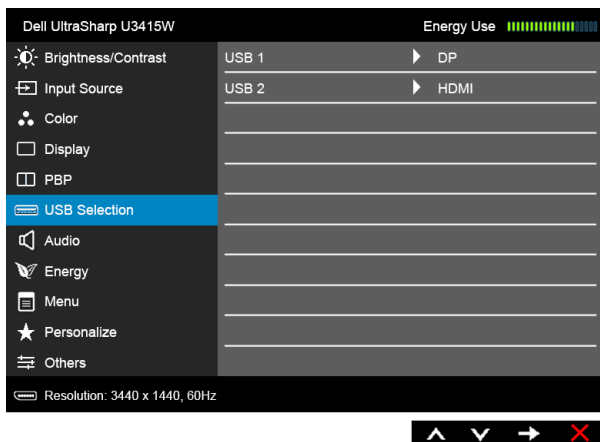 Dell UltraSharp U3415W Energy Use
Brightness/Contrast USB 1 DP
Input Source USB 2 HDMI
Color
Display
PBP
USB Selection
Audio
Energy
Menu
Personalize
Others
Resolution: 3440 x 1440, 60Hz